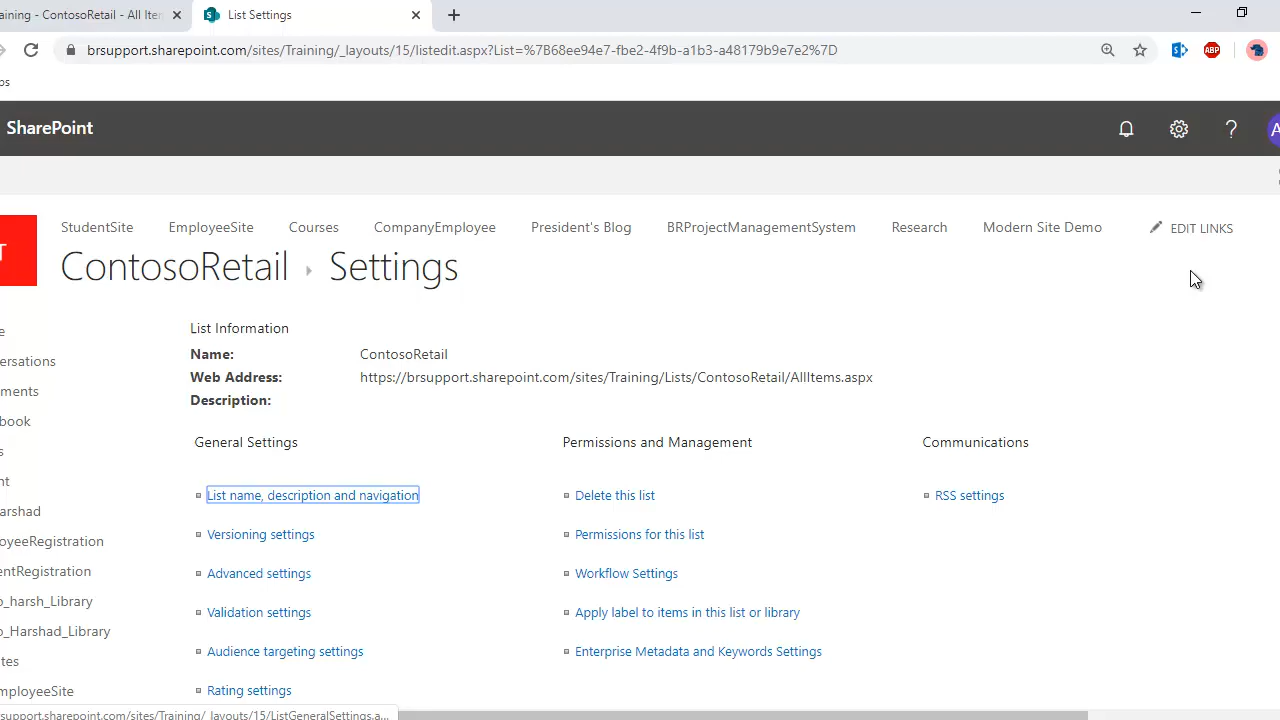 aining - ContosoRetail - All Iten
List Settings
brsupport.sharepoint.com/sites/Training/_layouts/15/listedit.aspx?List=%7B68ee94e7-fbe2-4f9b-a1b3-a48179b9e7e2%7D
ABP
ps
SharePoint
?
A
T
StudentSite EmployeeSite Courses CompanyEmployee President's Blog BRProjectManagementSystem Research Modern Site Demo EDIT LINKS
ContosoRetail Settings
List Information
Name: ContosoRetail
Web Address: https://brsupport.sharepoint.com/sites/Training/Lists/ContosoRetail/AllItems.aspx
Description:
General Settings Permissions and Management Communications
List name, description and navigation Delete this list RSS settings
Versioning settings Permissions for this list
Advanced settings Workflow Settings
Validation settings Apply label to items in this list or library
Audience targeting settings Enterprise Metadata and Keywords Settings
Rating settings
e
ersations
ments
book
s
nt
arshad
oyeeRegistration
entRegistration
o_harsh_Library
o_Harshad_Library
tes
mployeeSite
support.sharepoint.com/sites/Training/_layouts/15/ListGeneralSettings.a...